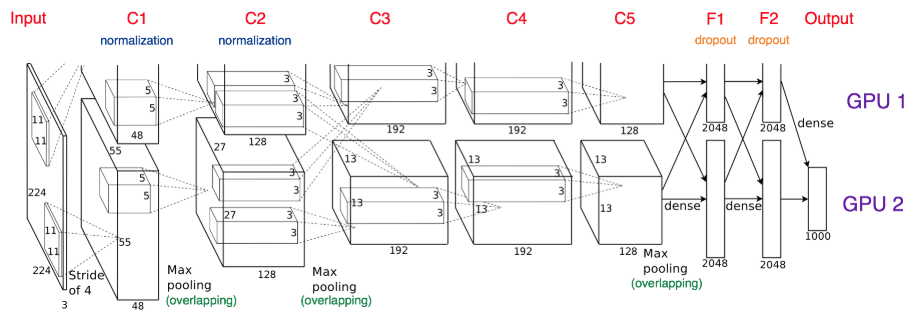 Input C1 C2 C3 C4 C5 F1 F2 Output
normalization normalization dropout dropout
5 3 3 3
11 5 3 3 3 GPU 1
11 48 128 192 192 128 2048 2048 dense
55 27 13 13 13
5 3 3 3
224 5 3 3 3 GPU 2
27 3 13 13 13 dense dense
11 55 3
11 192 192 128 1000
224 Stride of 4 Max pooling (overlapping) 128 Max pooling (overlapping) Max pooling (overlapping) 2048 2048
3 48